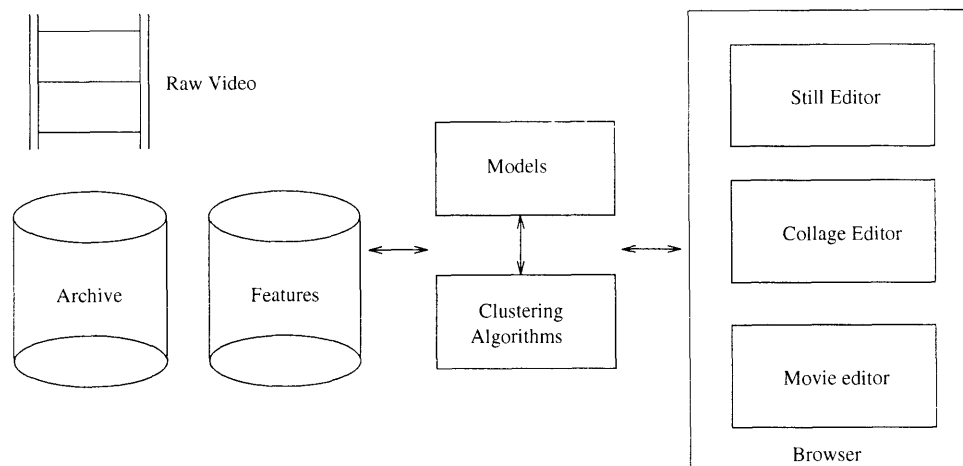 Raw Video
Archive
Features
Models
Clustering
Algorithms
Still Editor
Collage Editor
Movie editor
Browser